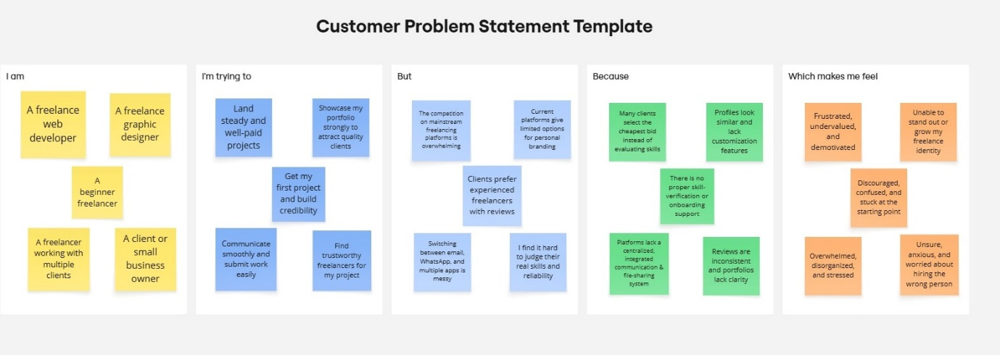 Customer Problem Statement Template
I am
A freelance
web
developer
A freelance
graphic
designer
A
beginner
freelancer
A freelancer
working with
multiple
clients
A client or
small
business
owner
I'm trying to
Land
steady and
well-paid
projects
Showcase my
portfolio
strongly to
attract quality
clients
Get my
first project
and build
credibility
Communicate
smoothly and
submit work
easily
Find
trustworthy
freelancers for
my project
But
The competition
on mainstream
freelancing
platforms is
overwhelming
Current
platforms give
limited options
for personal
branding
Clients prefer
experienced
freelancers
with reviews
Switching
between email,
WhatsApp, and
multiple apps is
messy
I find it hard
to judge their
real skills and
reliability
Because
Many clients
select the
cheapest bid
instead of
evaluating skills
Profiles look
similar and
lack
customization
features
There is no
proper skill-
verification or
onboarding
support
Platforms lack a
centralized,
integrated
communication &
file-sharing
system
Reviews are
inconsistent
and portfolios
lack clarity
Which makes me feel
Frustrated,
undervalued,
and
demotivated
Unable to
stand out or
grow my
freelance
identity
Discouraged,
confused, and
stuck at the
starting point
Overwhelmed,
disorganized,
and stressed
Unsure,
anxious, and
worried about
hiring the
wrong person